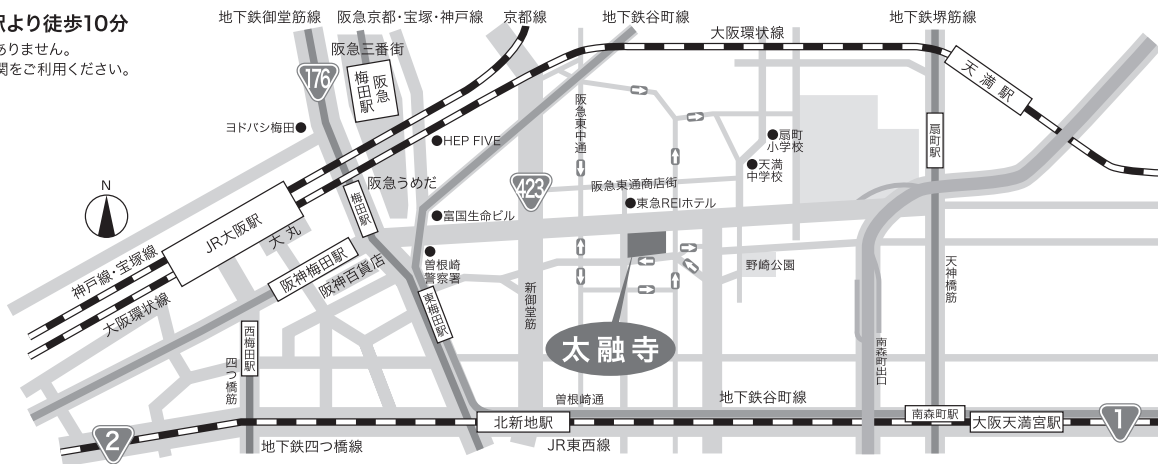 駅より徒歩10分
ありません。
関をご利用ください。
地下鉄御堂筋線
阪急京都・宝塚・神戸線
京都線
地下鉄谷町線
大阪環状線
地下鉄堺筋線
阪急三番街
176
阪急
梅田駅
天満駅
ヨドバシ梅田
HEP FIVE
阪急東中通
扇町
小学校
扇町駅
天満
中学校
N
阪急うめだ
423
阪急東通商店街
梅田駅
東急REIホテル
富国生命ビル
JR大阪駅
大丸
阪神梅田駅
阪神百貨店
曽根崎
警察署
野崎公園
神戸線・宝塚線
大阪環状線
東梅田駅
新御堂筋
天神橋筋
太融寺
西梅田駅
四つ橋筋
南森町出口
曽根崎通
地下鉄谷町線
南森町駅
2
北新地駅
大阪天満宮駅
1
地下鉄四つ橋線
JR東西線